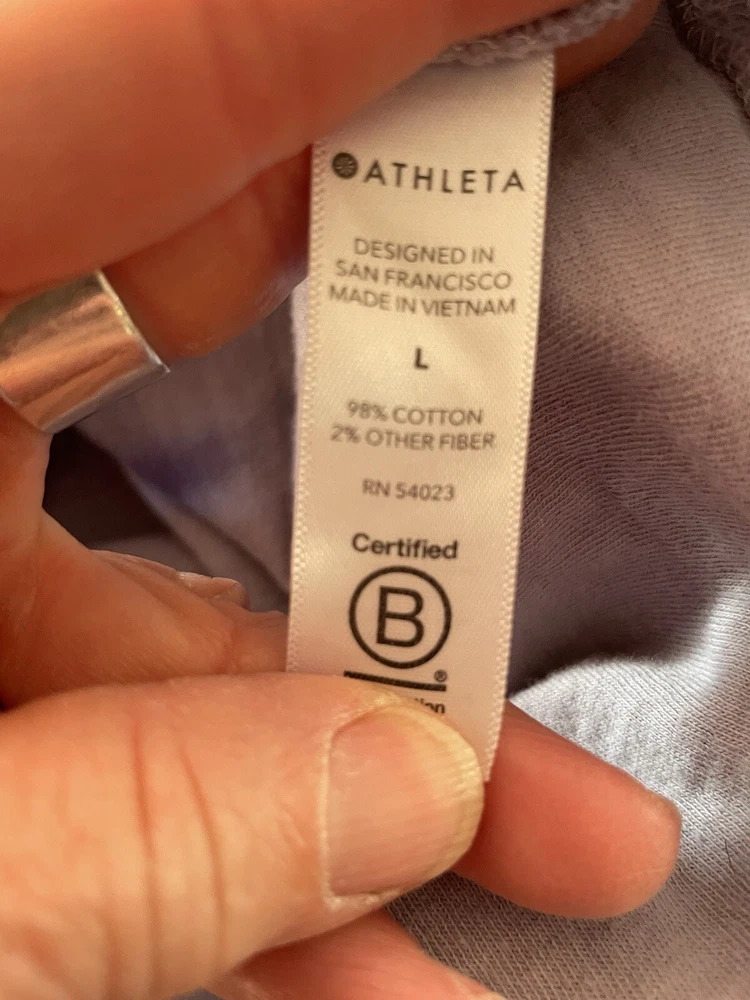 ATHLETA
DESIGNED IN
SAN FRANCISCO
MADE IN VIETNAM
L
98% COTTON
2% OTHER FIBER
RN 54023
Certified
B
®